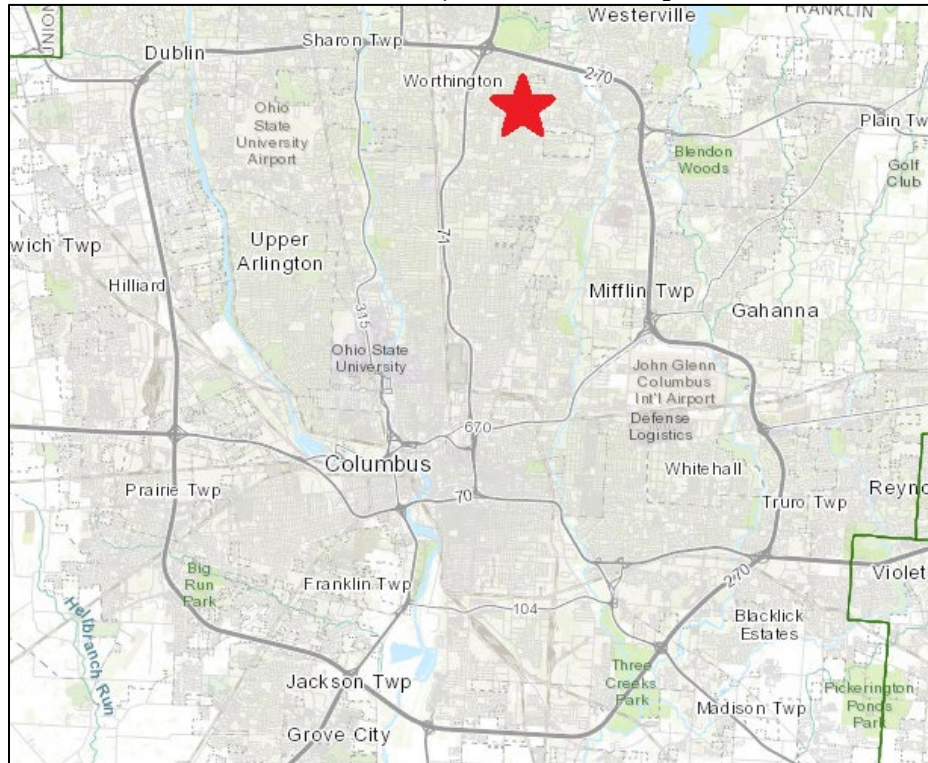 UNION
Westerville
FRANKLIN
Dublin
Sharon Twp
Worthington
270
Ohio
State
University
Airport
Plain Tw
Blendon
Woods
Golf
Club
71
wich Twp
Upper
Arlington
Hilliard
Mifflin Twp
Gahanna
315
Ohio State
University
John Glenn
Columbus
Int'l Airport
Defense
Logistics
670
Columbus
Whitehall
Prairie Twp
70
Truro Twp
Reyno
Big
Run
Park
Franklin Twp
104
270
Violet
Blacklick
Estates
Hellbranch Run
Three
Creeks
Park
Jackson Twp
Pickerington
Ponds
Park
Madison Twp
Grove City